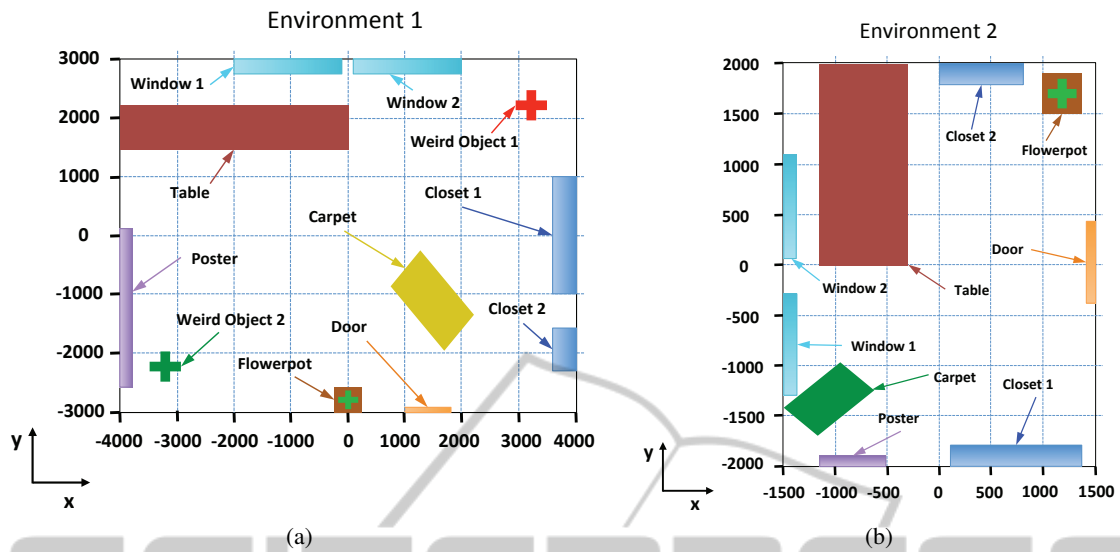 Environment 1
3000
2000
1000
0
-1000
-2000
-3000
-4000 -3000 -2000 -1000 0 1000 2000 3000 4000
Window 1
Window 2
Weird Object 1
Table
Closet 1
Carpet
Poster
Closet 2
Weird Object 2
Door
Flowerpot
y
x
(a)
Environment 2
2000
1500
1000
500
0
-500
-1000
-1500
-2000
-1500 -1000 -500 0 500 1000 1500
Closet 2
Flowerpot
Door
Window 2
Table
Window 1
Carpet
Closet 1
Poster
y
x
(b)